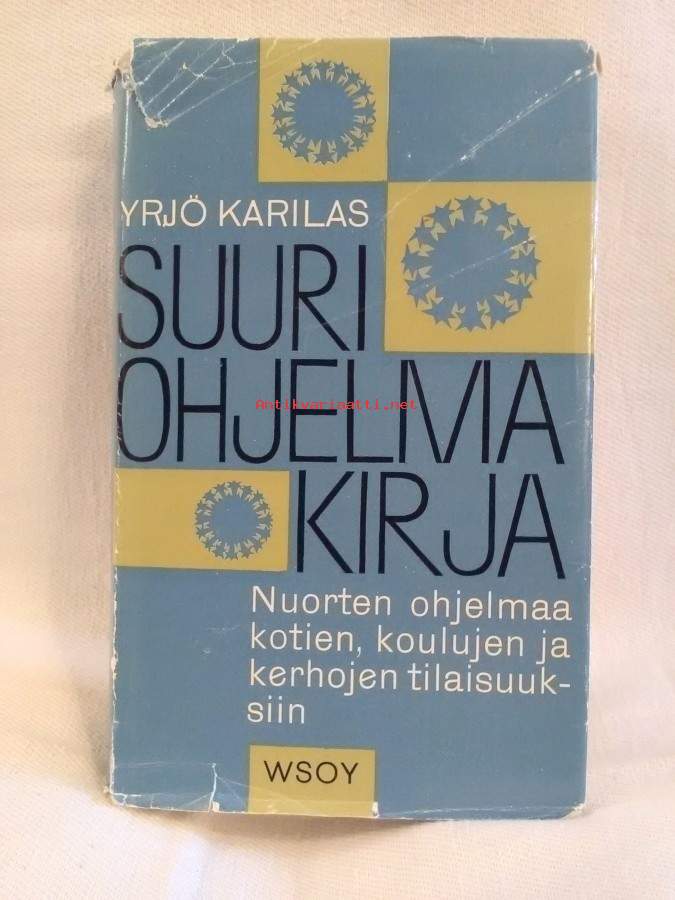 YRJÖ KARILAS
SUURI
OHJELMA
Antikvariaatti.net
KIRJA
Nuorten ohjelmaa
kotien, koulujen ja
kerhojen tilaisuuk-
siin
WSOY